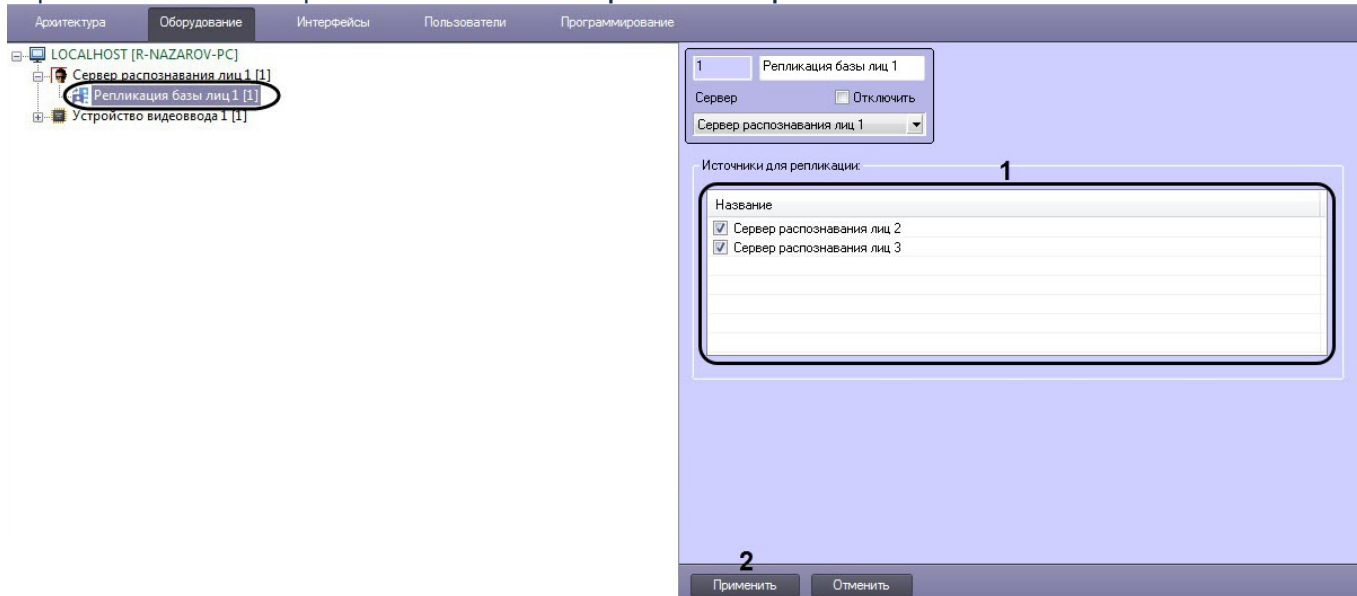 Архитектура Оборудование Интерфейсы Пользователи Программирование
LOCALHOST [R-NAZAROV-PC]
Сервер распознавания лиц 1 [1]
Репликация базы лиц 1 [1]
Устройство видеоввода 1 [1]
1 Репликация базы лиц 1
Сервер Отключить
Сервер распознавания лиц 1
Источники для репликации:
1
Название
Сервер распознавания лиц 2
Сервер распознавания лиц 3
2
Применить Отменить